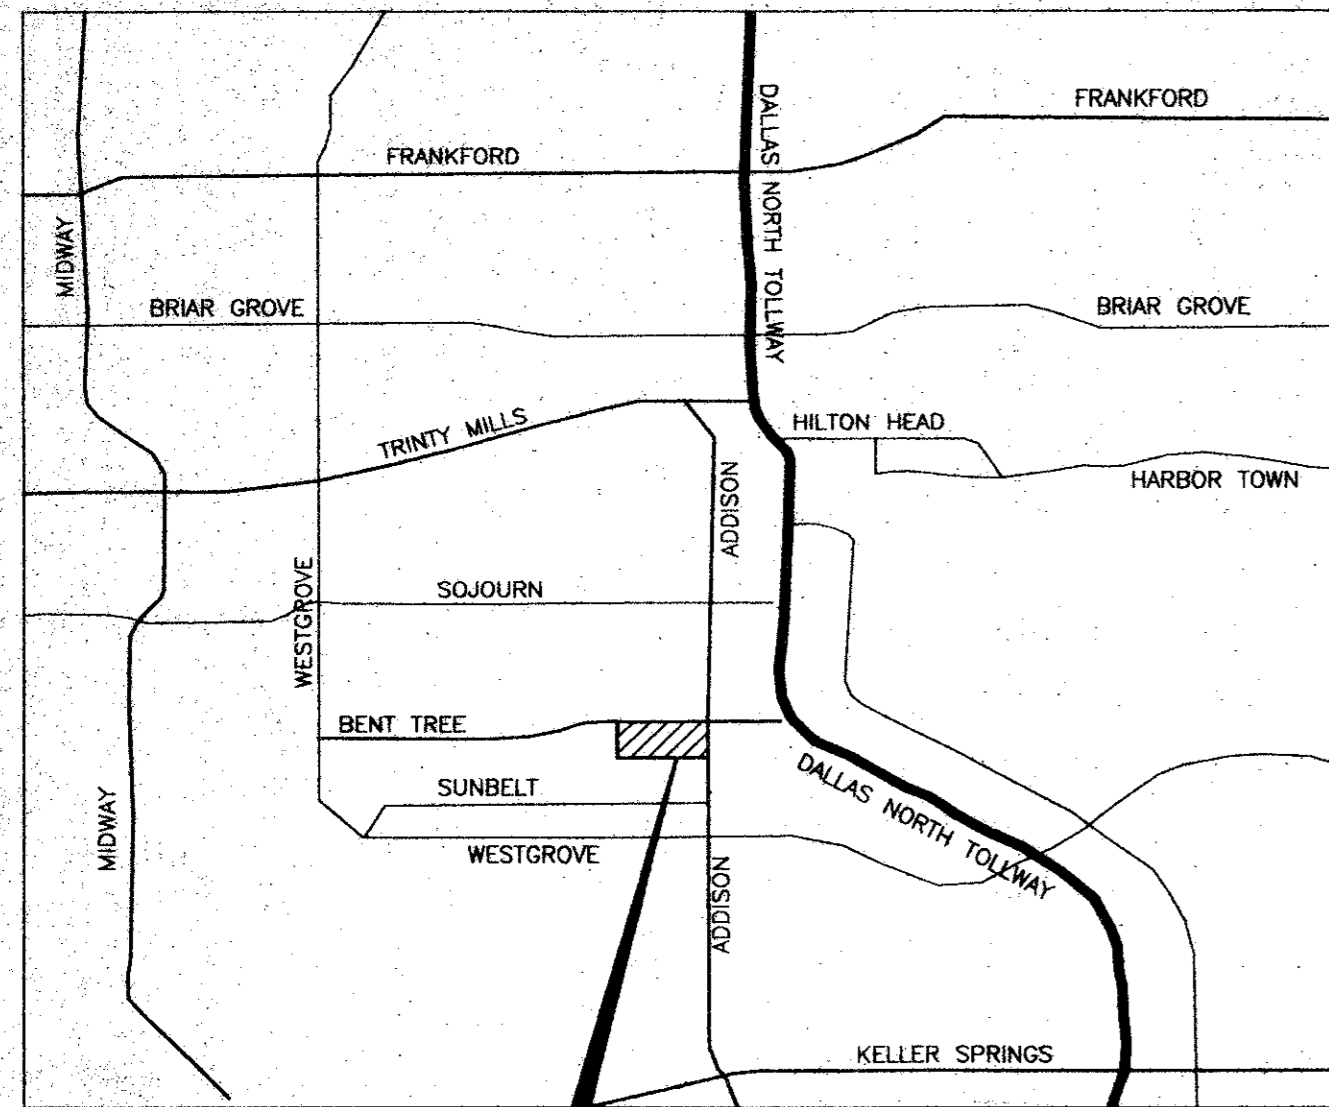 FRANKFORD
DALLAS NORTH TOLLWAY
FRANKFORD
MIDWAY
BRIAR GROVE
BRIAR GROVE
TRINTY MILLS
HILTON HEAD
HARBOR TOWN
ADDISON
WESTGROVE
SOJOURN
BENT TREE
SUNBELT
DALLAS NORTH TOLLWAY
MIDWAY
WESTGROVE
ADDISON
KELLER SPRINGS